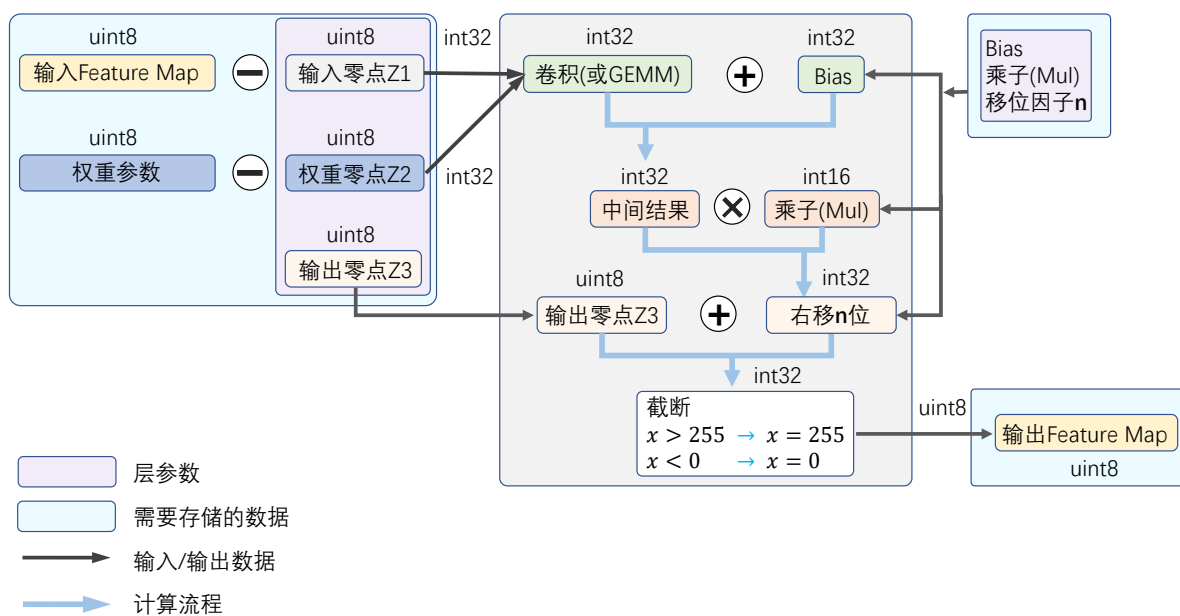 uint8
输入Feature Map
uint8
输入零点Z1
int32
uint8
权重参数
uint8
权重零点Z2
int32
uint8
输出零点Z3
int32
卷积(或GEMM)
int32
Bias
int32
中间结果
int16
乘子(Mul)
uint8
输出零点Z3
int32
右移n位
int32
截断
x > 255 → x = 255
x < 0 → x = 0
Bias
乘子(Mul)
移位因子n
uint8
输出Feature Map
uint8
层参数
需要存储的数据
输入/输出数据
计算流程